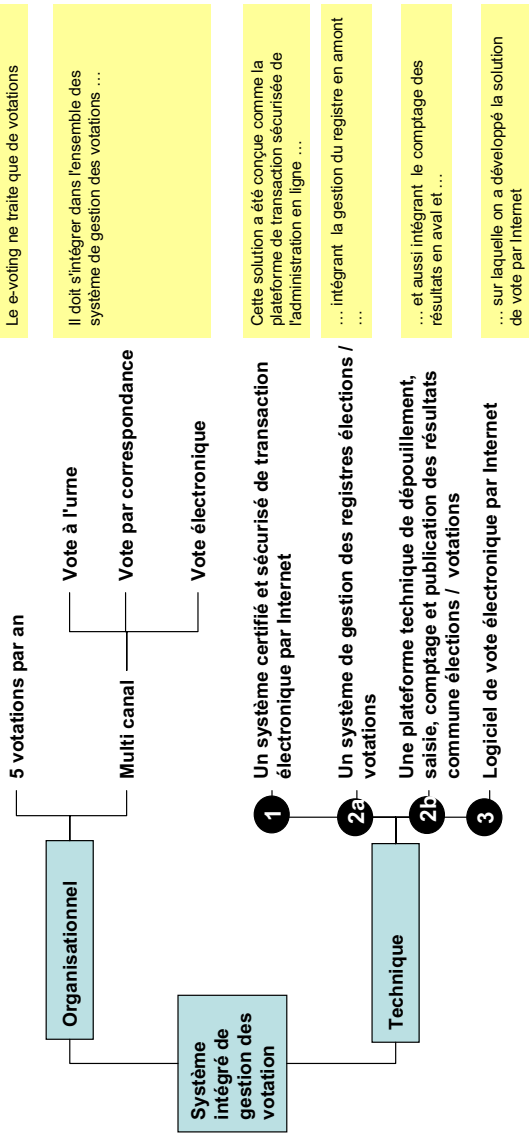 Système
intégré de
gestion des
votation
Organisationnel
5 votations par an
Le e-voting ne traite que de votations
Multi canal
Vote à l'urne
Vote par correspondance
Vote électronique
Il doit s'intégrer dans l'ensemble des
système de gestion des votations …
Technique
1
Un système certifié et sécurisé de transaction
électronique par Internet
Cette solution a été conçue comme la
plateforme de transaction sécurisée de
l'administration en ligne …
2a
Un système de gestion des registres élections /
votations
… intégrant la gestion du registre en amont
…
2b
Une plateforme technique de dépouillement,
saisie, comptage et publication des résultats
commune élections / votations
… et aussi intégrant le comptage des
résultats en aval et …
3
Logiciel de vote électronique par Internet
… sur laquelle on a développé la solution
de vote par Internet